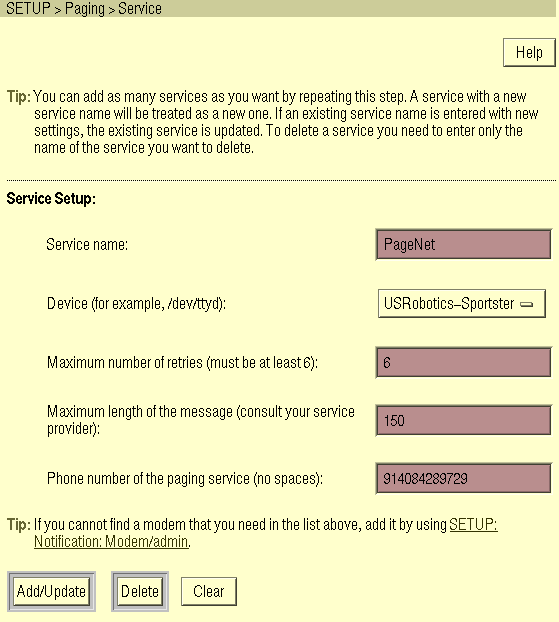 SETUP > Paging > Service
Help
Tip: You can add as many services as you want by repeating this step. A service with a new
service name will be treated as a new one. If an existing service name is entered with new
settings, the existing service is updated. To delete a service you need to enter only the
name of the service you want to delete.
Service Setup:
Service name:
PageNet
Device (for example, /dev/ttyd):
USRobotics-Sportster
Maximum number of retries (must be at least 6):
6
Maximum length of the message (consult your service
provider):
150
Phone number of the paging service (no spaces):
914084289729
Tip: If you cannot find a modem that you need in the list above, add it by using SETUP:
Notification: Modem/admin.
Add/Update
Delete
Clear